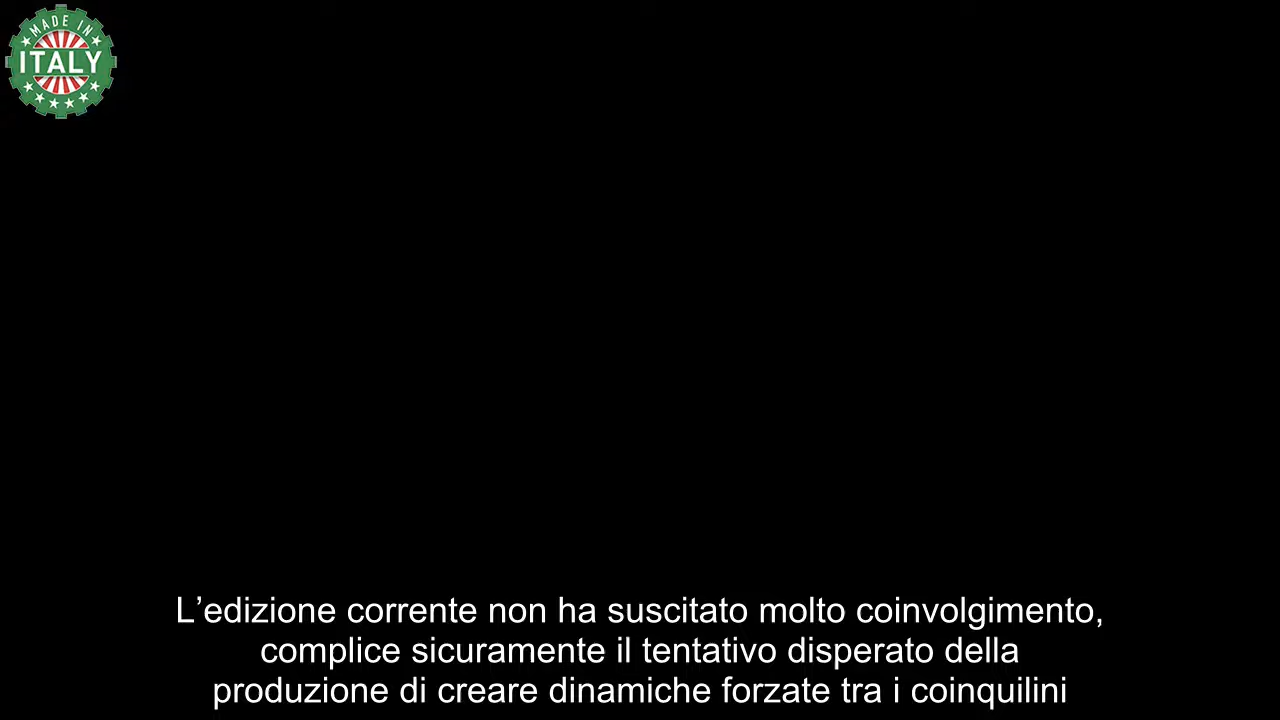 MADE IN
ITALY
L’edizione corrente non ha suscitato molto coinvolgimento,
complice sicuramente il tentativo disperato della
produzione di creare dinamiche forzate tra i coinquilini